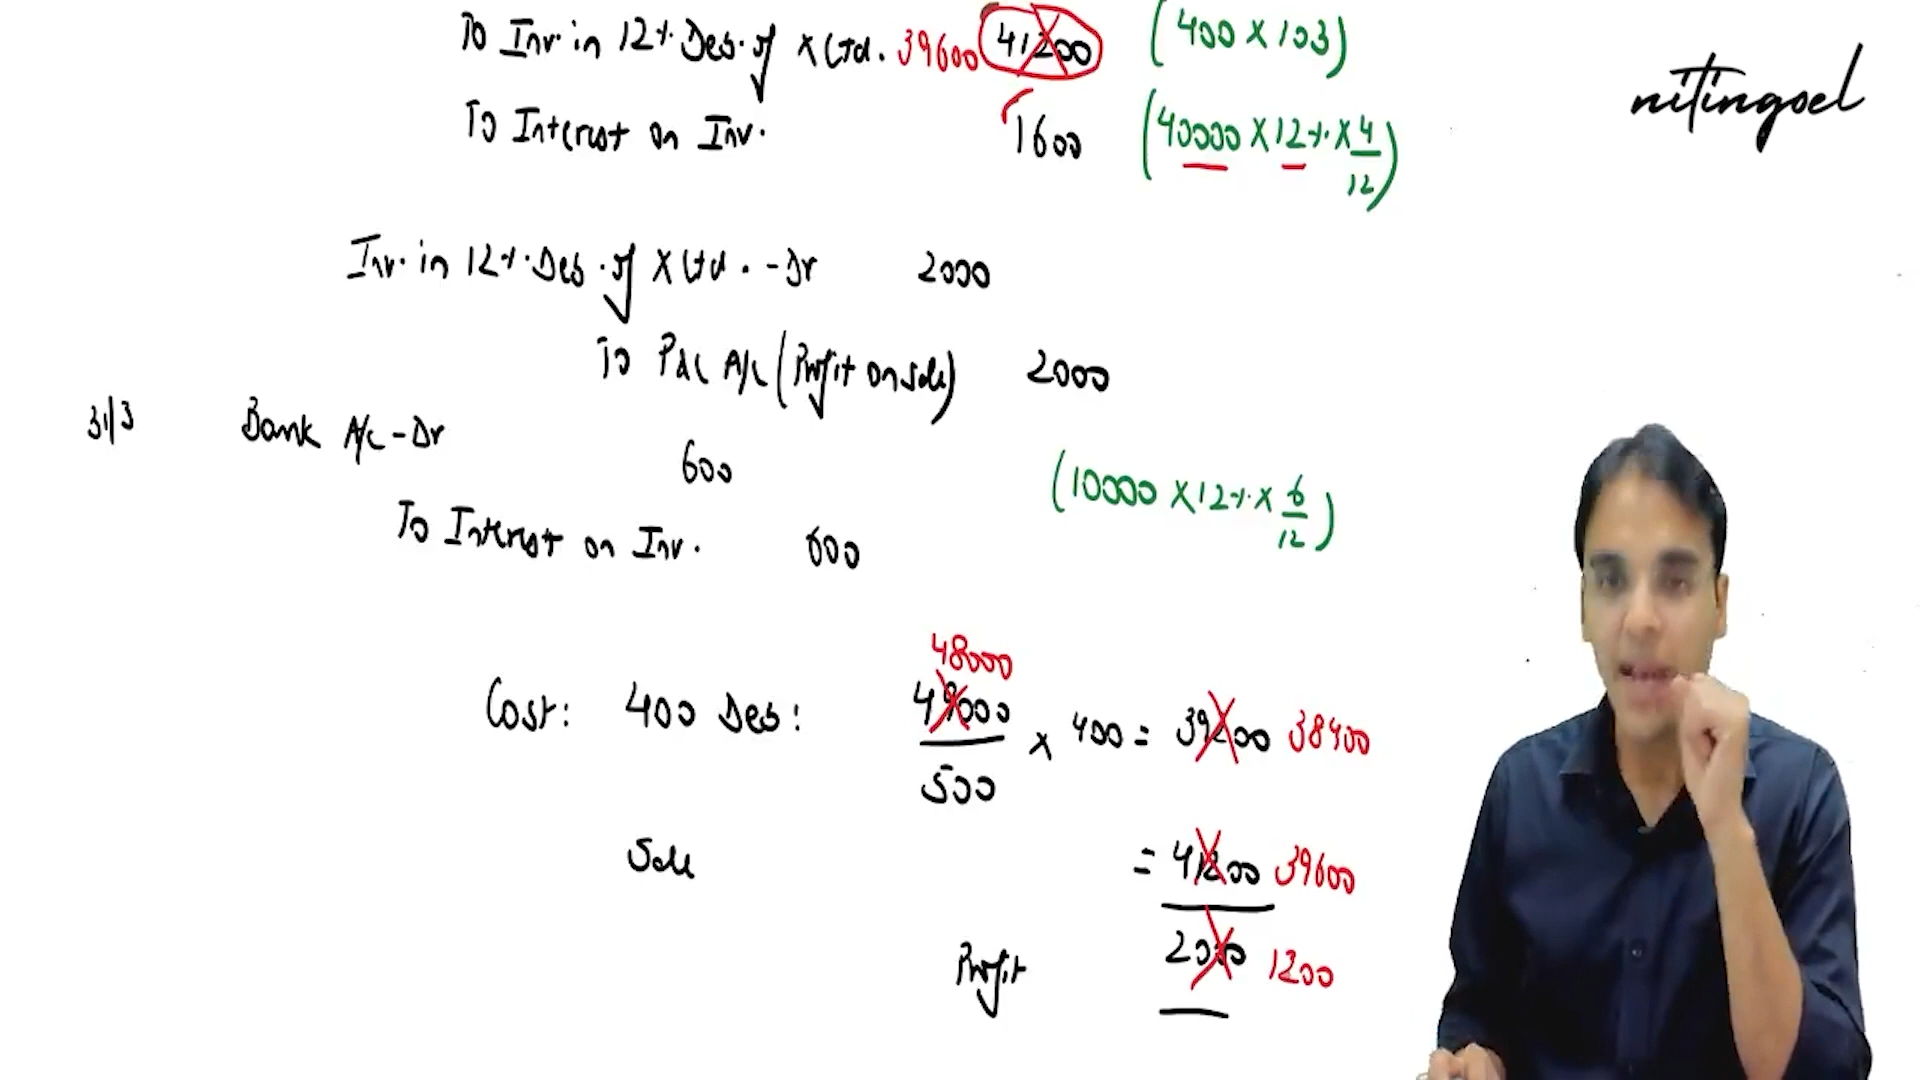 To Inv. in 12% Deb. of X Ltd. 39600 41200 (400 x 103)
nitingoel
To Interest on Inv. 1600 (40000 x 12% x 4/12)
Inv. in 12% Deb. of X Ltd. - Dr 2000
To P&L A/c (Profit on sale) 2000
31/3 Bank A/c - Dr 600
(10000 x 12% x 6/12)
To Interest on Inv. 600
48000
Cost: 400 Deb: 49000/500 x 400 = 39200 38400
Sale = 41200 39600
Profit 2000 1200